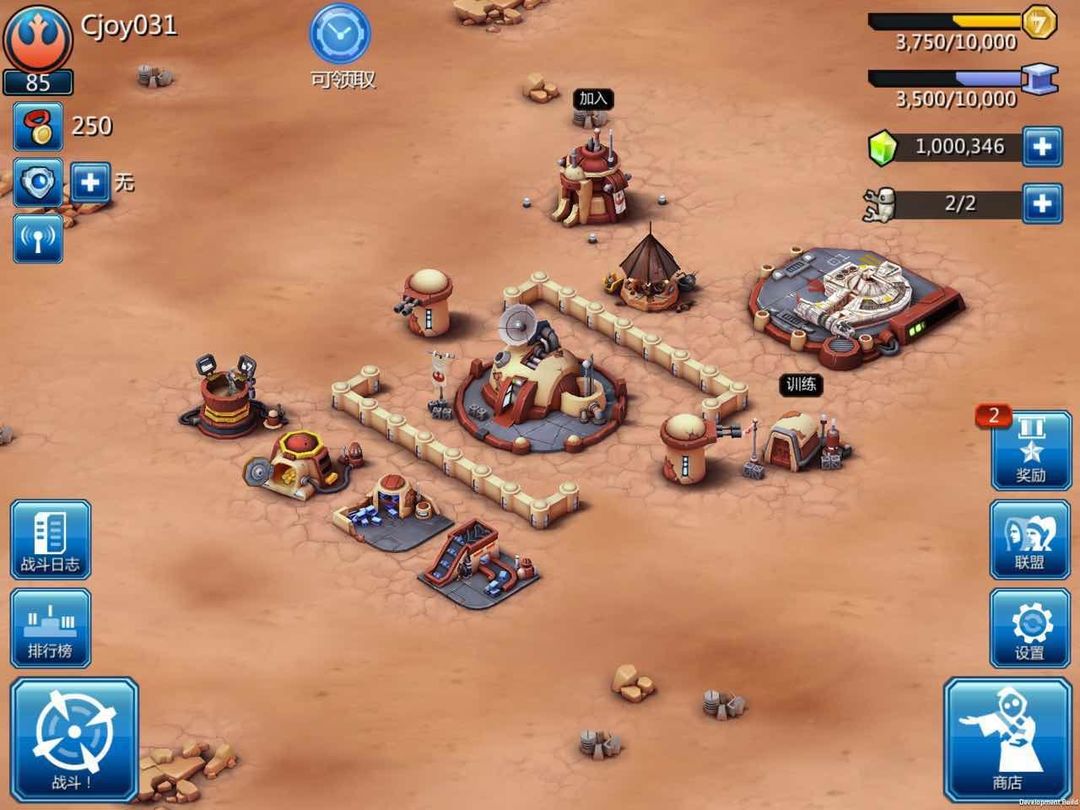 Cjoy031
85
可领取
3,750/10,000
3,500/10,000
250
1,000,346
无
2/2
加入
训练
2
奖励
战斗日志
联盟
排行榜
设置
战斗！
商店
Development Build